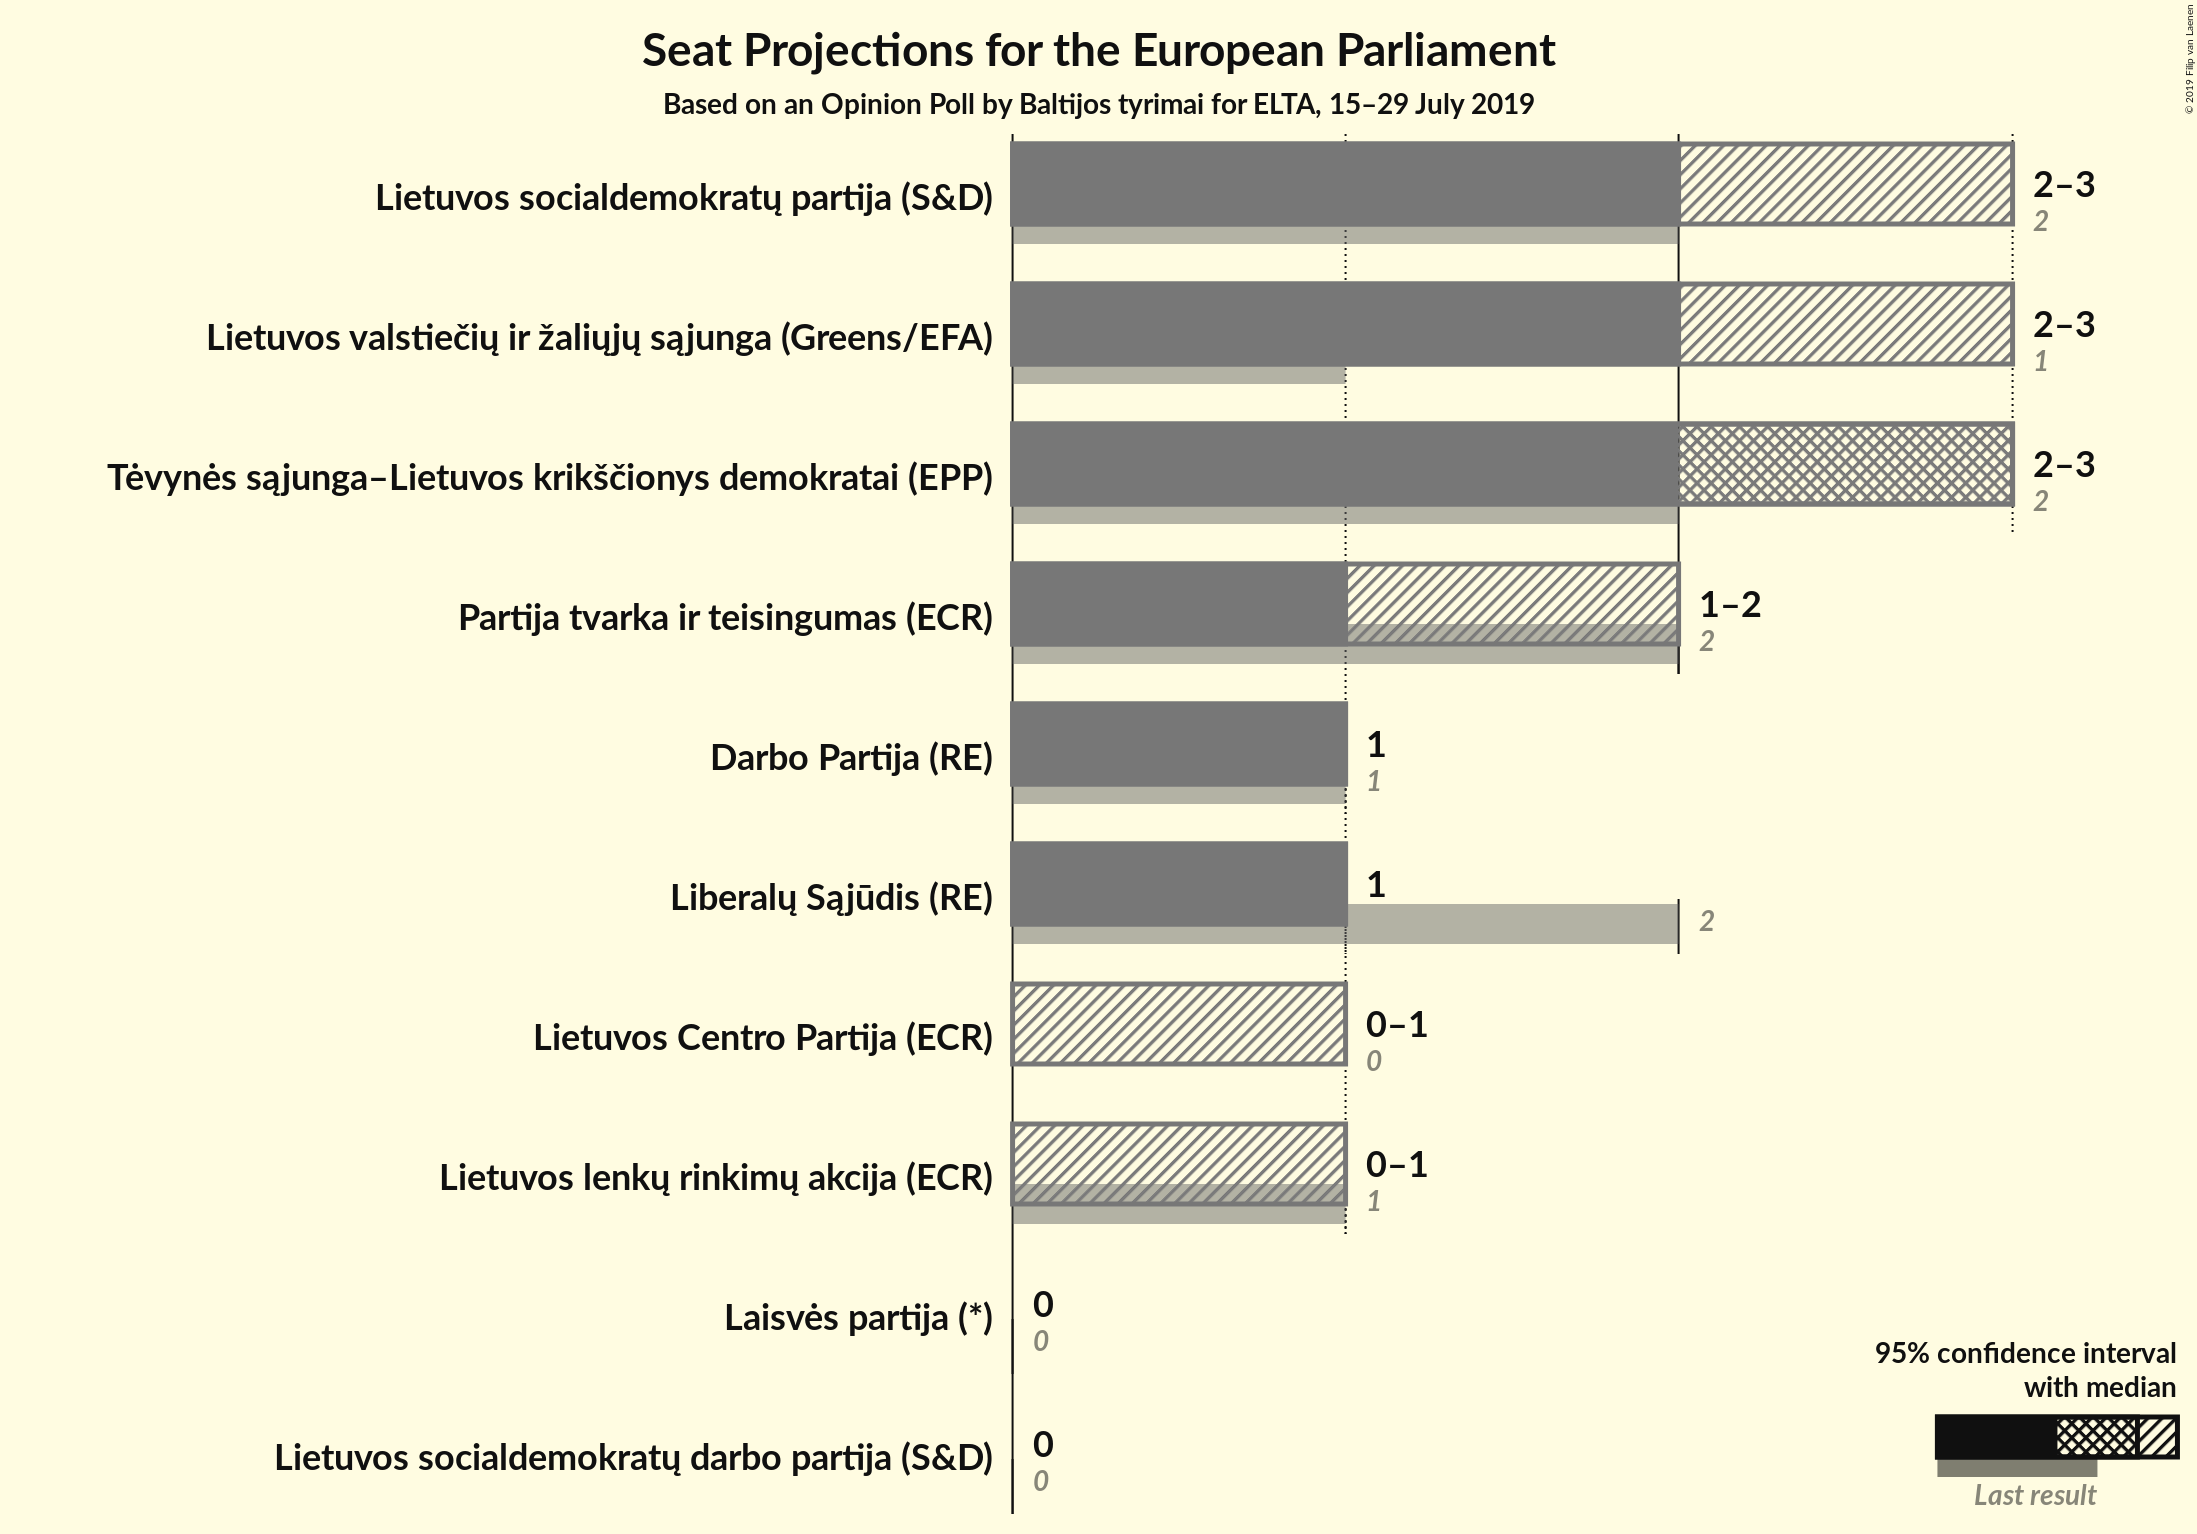 Seat Projections for the European Parliament
Based on an Opinion Poll by Baltijos tyrimai for ELTA, 15–29 July 2019
© 2019 Filip van Laenen
Lietuvos socialdemokratų partija (S&D)
2–3
2
Lietuvos valstiečių ir žaliųjų sąjunga (Greens/EFA)
2–3
1
Tėvynės sąjunga–Lietuvos krikščionys demokratai (EPP)
2–3
2
Partija tvarka ir teisingumas (ECR)
1–2
2
Darbo Partija (RE)
1
1
Liberalų Sąjūdis (RE)
1
2
Lietuvos Centro Partija (ECR)
0–1
0
Lietuvos lenkų rinkimų akcija (ECR)
0–1
1
Laisvės partija (*)
0
0
Lietuvos socialdemokratų darbo partija (S&D)
0
0
95% confidence interval
with median
Last result